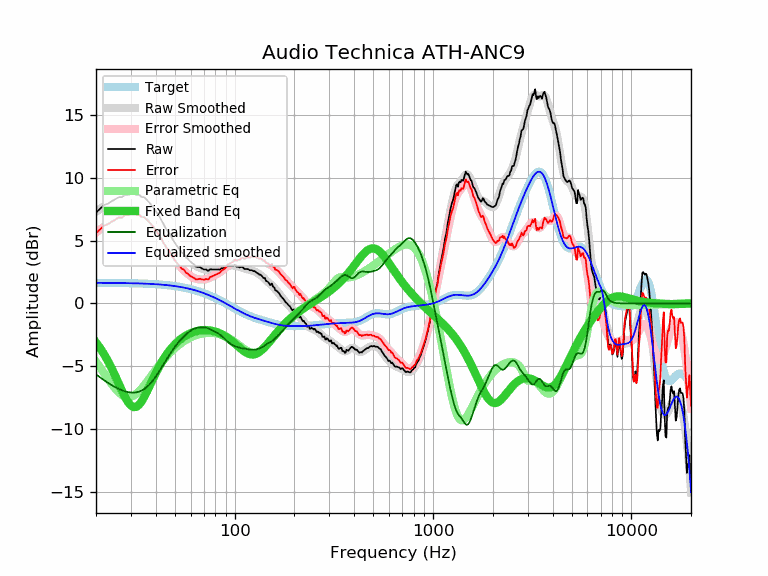 Audio Technica ATH-ANC9
Amplitude (dBr)
15
10
5
0
−5
−10
−15
Target
Raw Smoothed
Error Smoothed
Raw
Error
Parametric Eq
Fixed Band Eq
Equalization
Equalized smoothed
100
1000
10000
Frequency (Hz)